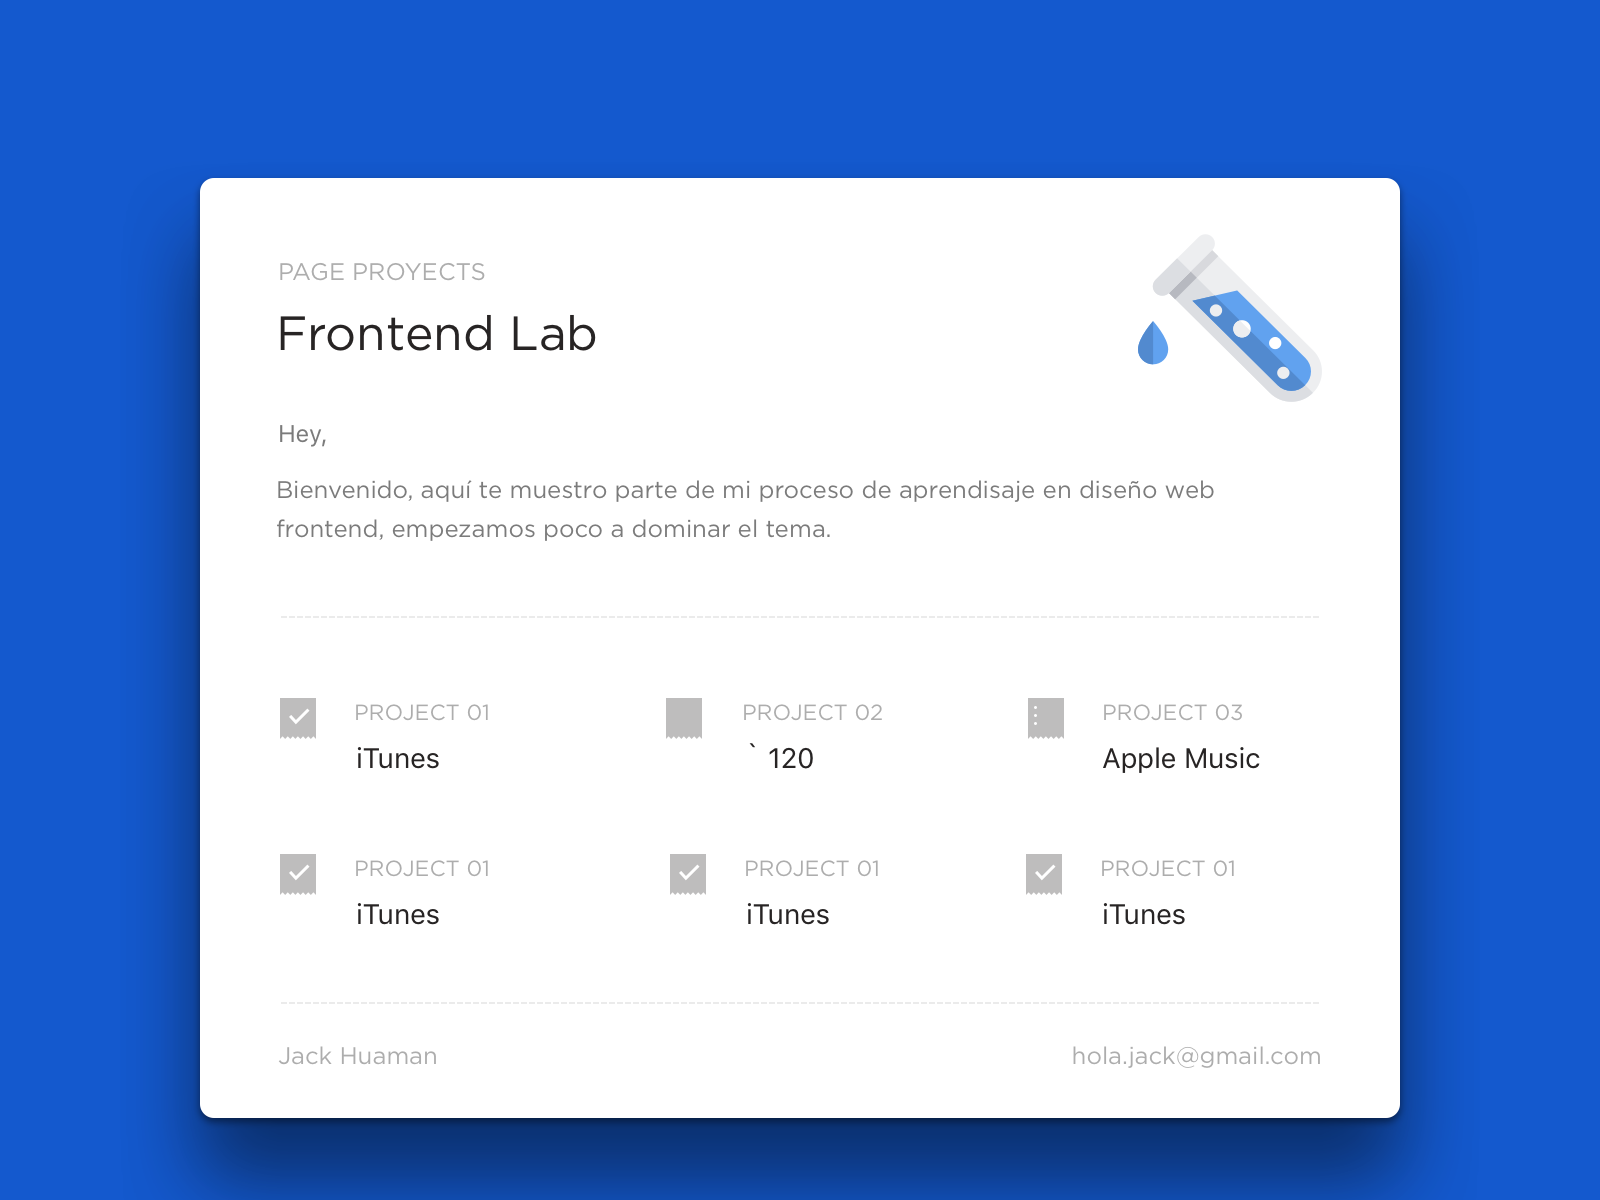 PAGE PROYECTS
Frontend Lab
Hey,
Bienvenido, aquí te muestro parte de mi proceso de aprendisaje en diseño web
frontend, empezamos poco a dominar el tema.
PROJECT 01
iTunes
PROJECT 02
` 120
PROJECT 03
Apple Music
PROJECT 01
iTunes
PROJECT 01
iTunes
PROJECT 01
iTunes
Jack Huaman
hola.jack@gmail.com